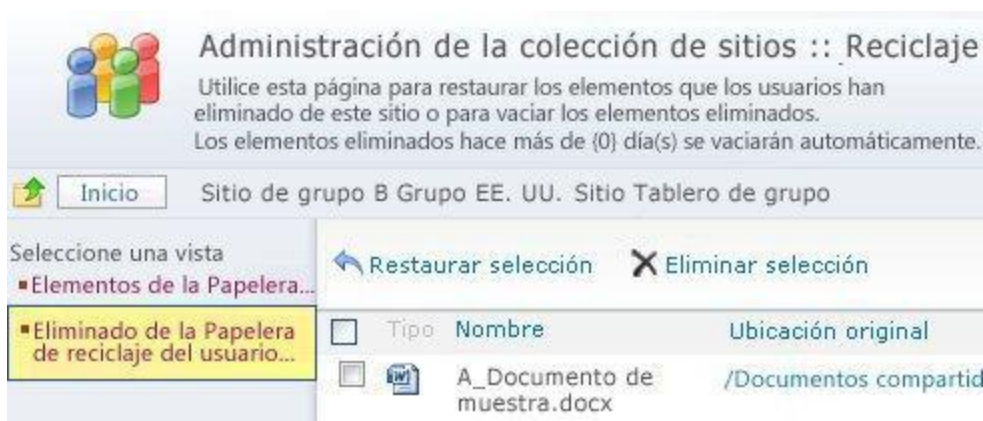 Administración de la colección de sitios :: Reciclaje
Utilice esta página para restaurar los elementos que los usuarios han
eliminado de este sitio o para vaciar los elementos eliminados.
Los elementos eliminados hace más de {0} día(s) se vaciarán automáticamente.
Inicio Sitio de grupo B Grupo EE. UU. Sitio Tablero de grupo
Seleccione una vista
Elementos de la Papelera...
Eliminado de la Papelera
de reciclaje del usuario...
Restaurar selección Eliminar selección
Tipo Nombre Ubicación original
A_Documento de /Documentos compartid
muestra.docx